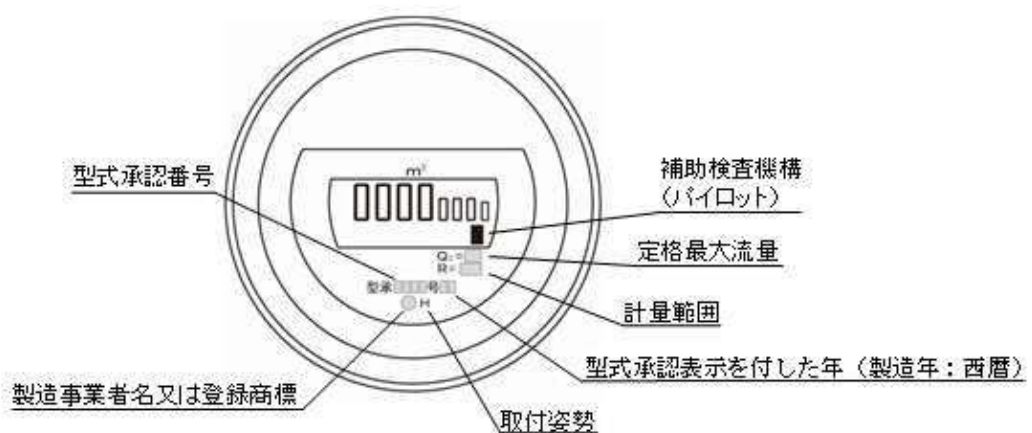 型式承認番号
m³
補助検査機構
(パイロット)
Q₃=
定格最大流量
R=
型承 号
計量範囲
H
型式承認表示を付した年(製造年:西暦)
製造事業者名又は登録商標
取付姿勢